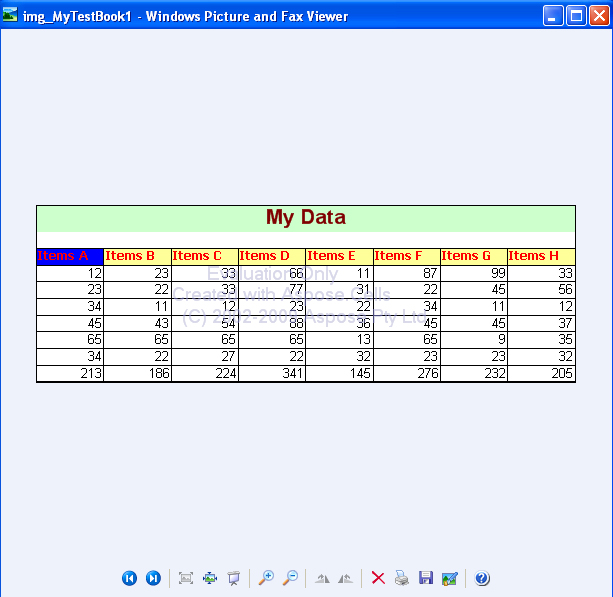 img_MyTestBook1 - Windows Picture and Fax Viewer
My Data
Items A Items B Items C Items D Items E Items F Items G Items H
12 23 33 66 11 87 99 33
Evaluation Only
23 22 33 77 31 22 45 56
Created with Aspose.Cells
34 11 12 23 22 34 11 12
(C) Aspose Pty Ltd
45 43 54 88 36 45 45 37
65 65 65 65 13 65 9 35
34 22 27 22 32 23 23 32
213 186 224 341 145 276 232 205